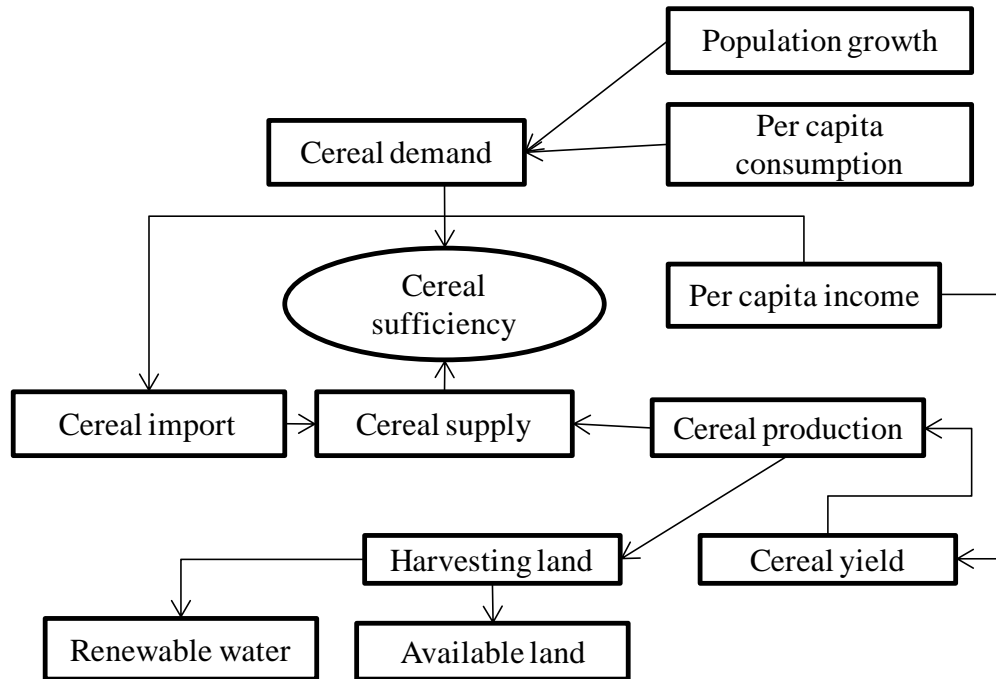 Population growth
Per capita
consumption
Cereal demand
Cereal
sufficiency
Per capita income
Cereal import
Cereal supply
Cereal production
Harvesting land
Cereal yield
Renewable water
Available land